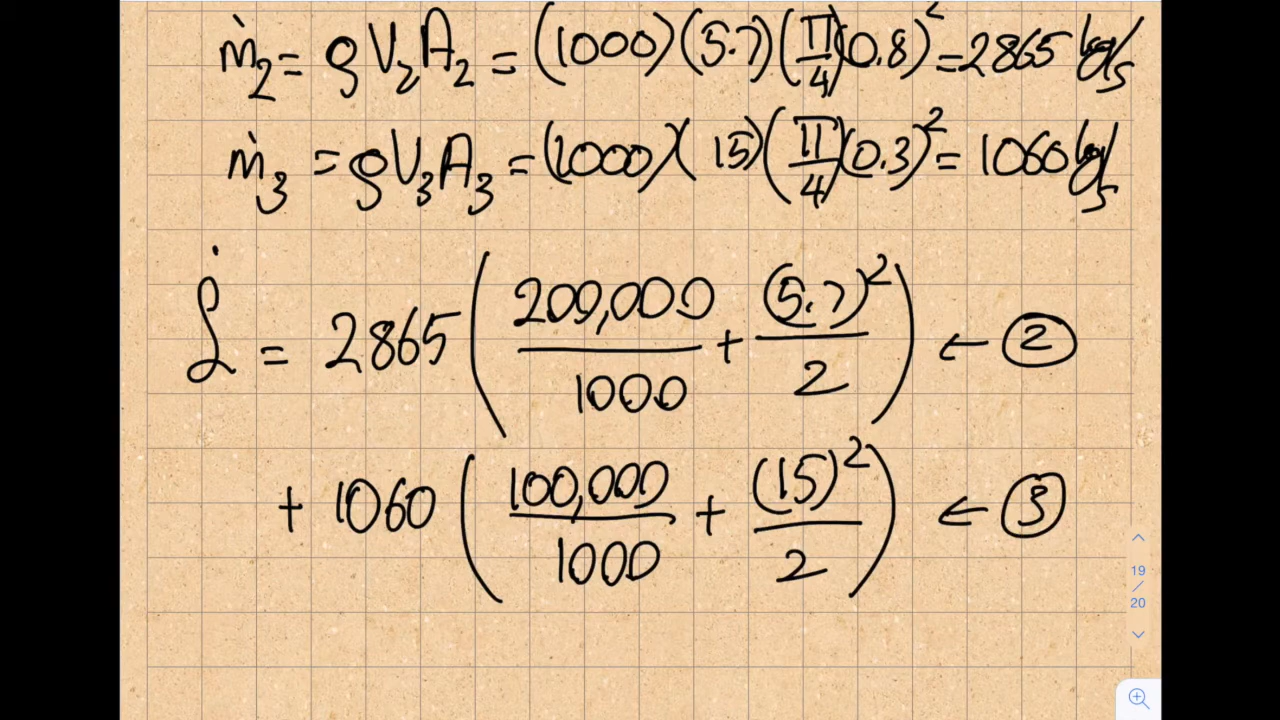 ṁ₂ = ρV₂A₂ = (1000)(5.7)(π/4)(0.8)² = 2865 kg/s
ṁ₃ = ρV₃A₃ = (1000)(15)(π/4)(0.3)² = 1060 kg/s
L̇ = 2865 (200,000/1000 + (5.7)²/2) ← ②
+ 1060 (100,000/1000 + (15)²/2) ← ③
19
/
20